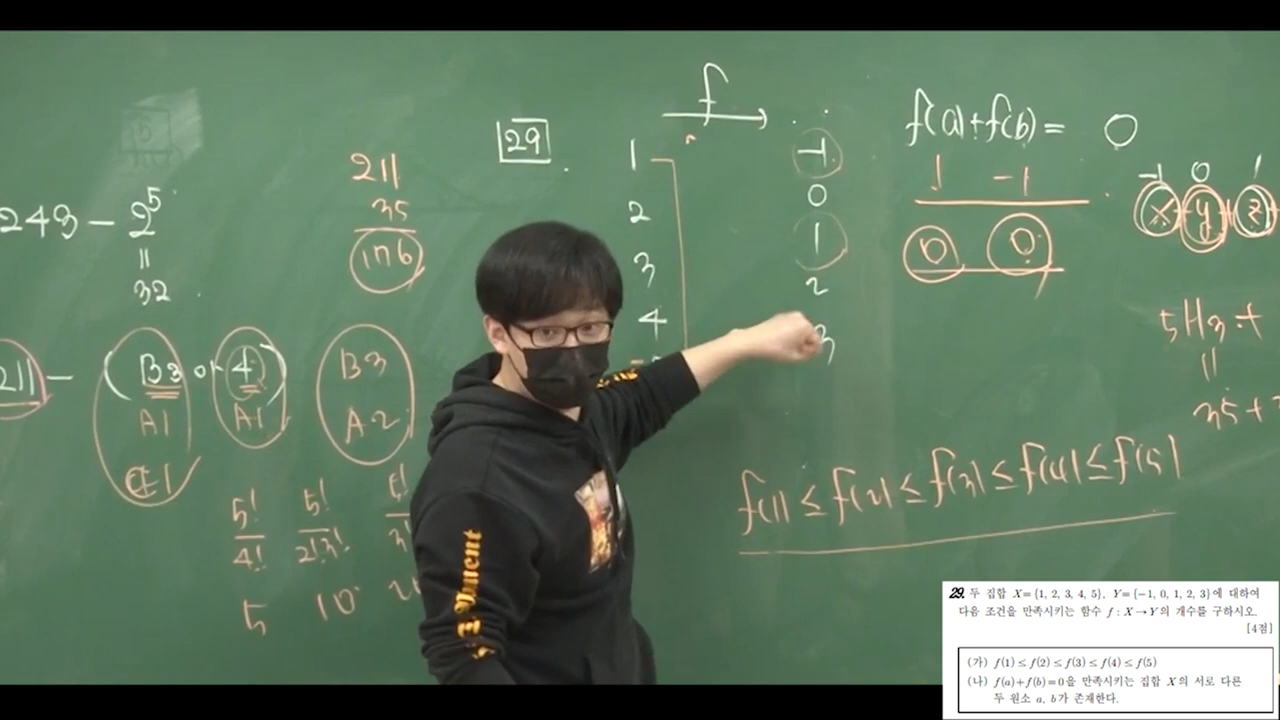 249 - 2⁵
=
32
211 -
(B3 or 4)
A1 A1
C1
B3
A2
211
35
176
5!/4! 5!/2!3!
5 10
29
f
1 -1
2 0
3 1
4 2
3
f(a)+f(b)= 0
1 -1
0 0
-1 0 1
x y z
5H3 +
=
35+
f(1) ≤ f(2) ≤ f(3) ≤ f(4) ≤ f(5)
29. 두 집합 X={1, 2, 3, 4, 5}, Y={-1, 0, 1, 2, 3}에 대하여
다음 조건을 만족시키는 함수 f : X→Y의 개수를 구하시오.
[4점]
(가) f(1) ≤ f(2) ≤ f(3) ≤ f(4) ≤ f(5)
(나) f(a)+f(b)=0을 만족시키는 집합 X의 서로 다른
두 원소 a, b가 존재한다.